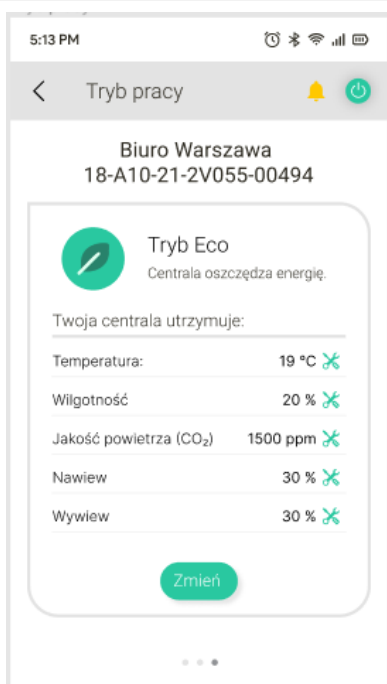 5:13 PM
Tryb pracy
Biuro Warszawa
18-A10-21-2V055-00494
Tryb Eco
Centrala oszczędza energię.
Twoja centrala utrzymuje:
Temperatura: 19 °C
Wilgotność 20 %
Jakość powietrza (CO₂) 1500 ppm
Nawiew 30 %
Wywiew 30 %
Zmień